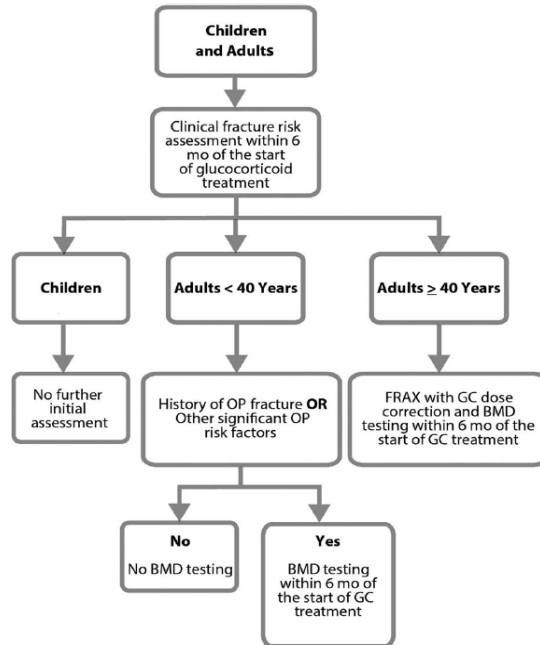 Children
and Adults
Clinical fracture risk
assessment within 6
mo of the start
of glucocorticoid
treatment
Children
Adults < 40 Years
Adults ≥ 40 Years
No further
initial
assessment
History of OP fracture OR
Other significant OP
risk factors
FRAX with GC dose
correction and BMD
testing within 6 mo of the
start of GC treatment
No
No BMD testing
Yes
BMD testing
within 6 mo of
the start of GC
treatment